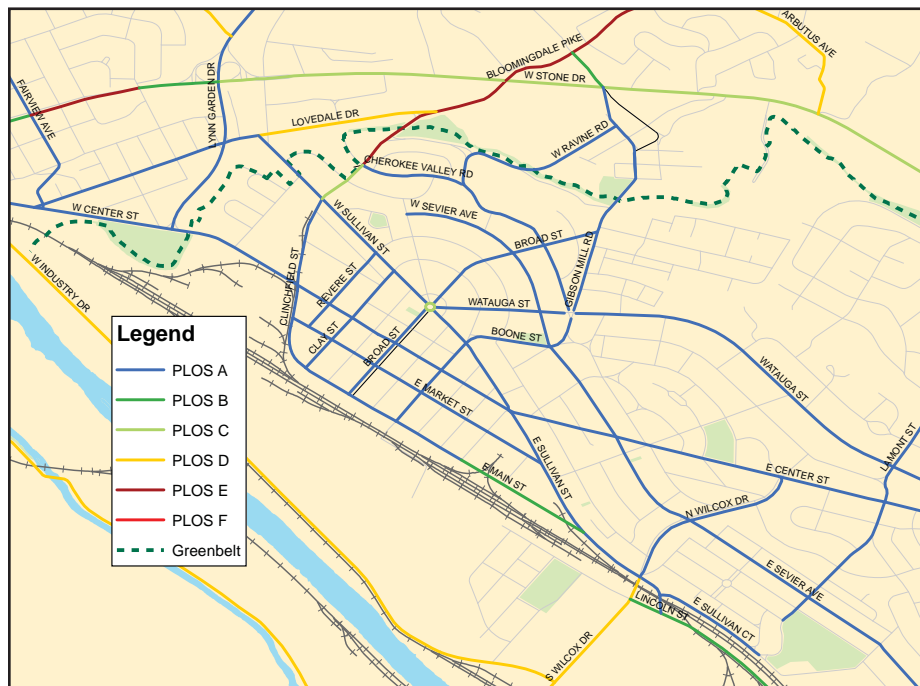 ARBUTUS AVE
BLOOMINGDALE PIKE
W STONE DR
FAIRVIEW AVE
LYNN GARDEN DR
LOVEDALE DR
W RAVINE RD
CHEROKEE VALLEY RD
W CENTER ST
W SULLIVAN ST
W SEVIER AVE
BROAD ST
GIBSON MILL RD
W INDUSTRY DR
CLINCHFIELD ST
REVERE ST
WATAUGA ST
CLAY ST
BROAD ST
BOONE ST
WATAUGA ST
E MARKET ST
LAMONT ST
E SULLIVAN ST
E CENTER ST
E MAIN ST
N WILCOX DR
E SEVIER AVE
LINCOLN ST
E SULLIVAN CT
S WILCOX DR
Legend
PLOS A
PLOS B
PLOS C
PLOS D
PLOS E
PLOS F
Greenbelt